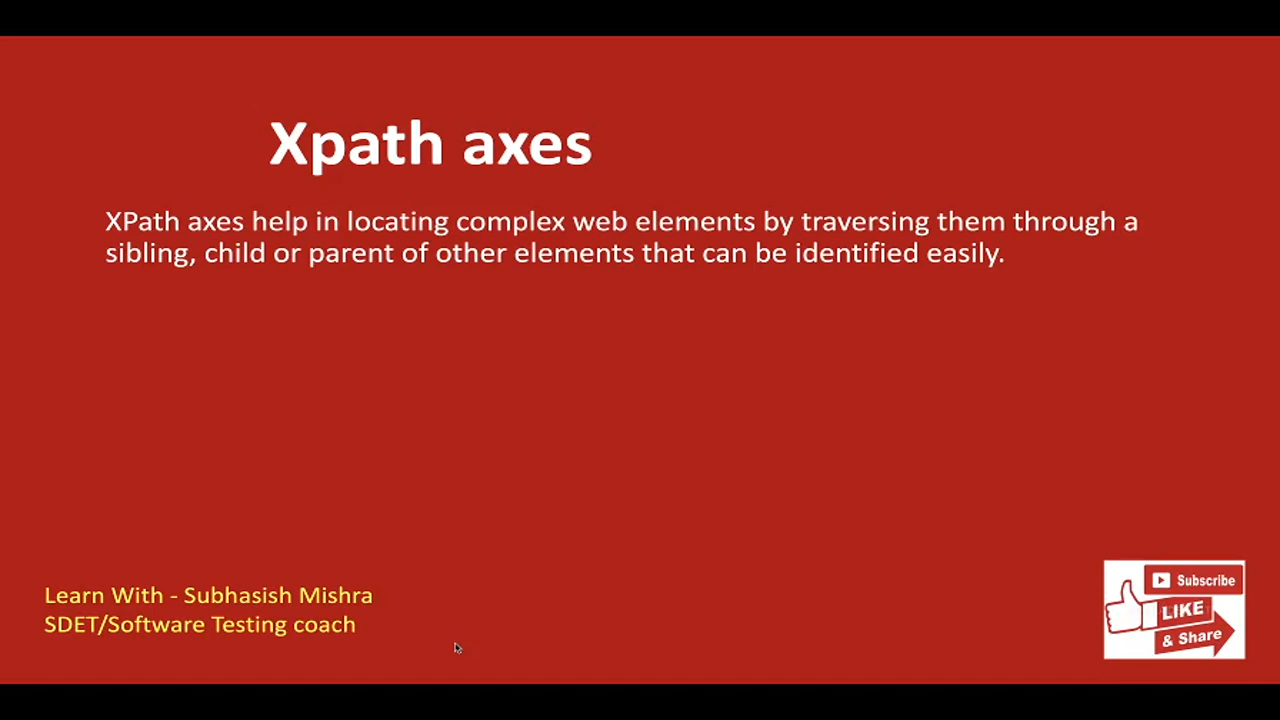 Xpath axes
XPath axes help in locating complex web elements by traversing them through a
sibling, child or parent of other elements that can be identified easily.
Learn With - Subhasish Mishra
SDET/Software Testing coach
Subscribe
LIKE
& Share